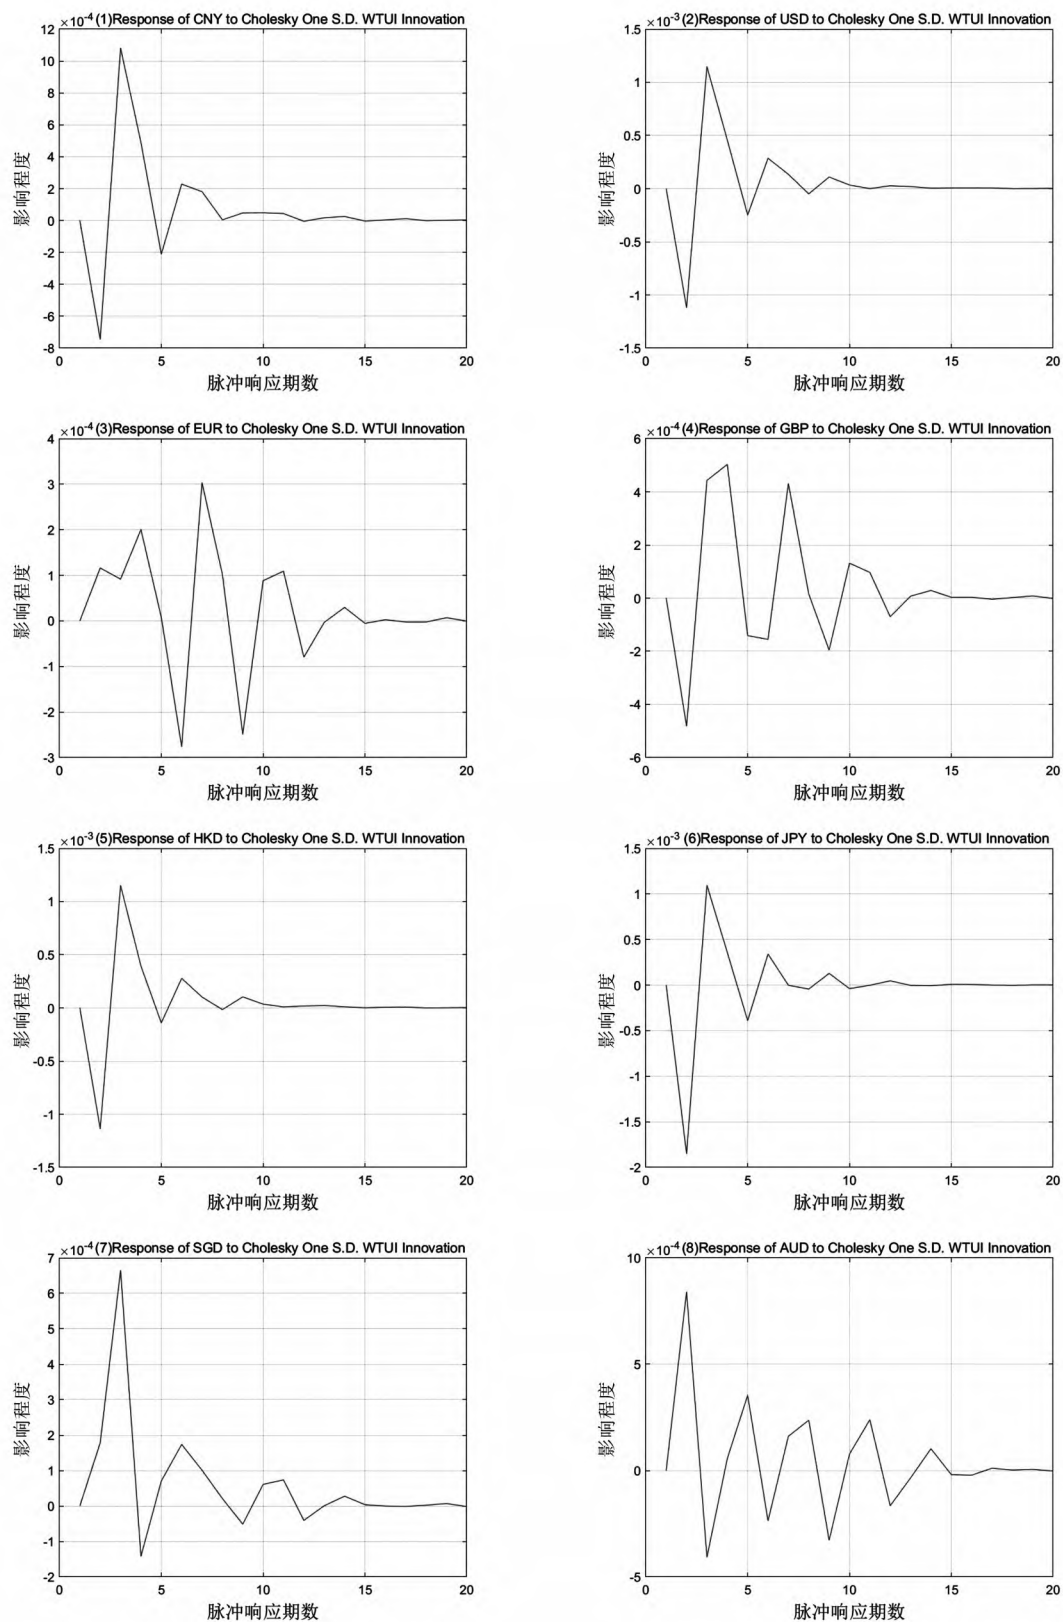 ×10-4 (1)Response of CNY to Cholesky One S.D. WTUI Innovation
12
10
8
6
4
2
0
-2
-4
-6
-8
影响程度
0 5 10 15 20
脉冲响应期数
×10-3 (2)Response of USD to Cholesky One S.D. WTUI Innovation
1.5
1
0.5
0
-0.5
-1
-1.5
影响程度
0 5 10 15 20
脉冲响应期数
×10-4 (3)Response of EUR to Cholesky One S.D. WTUI Innovation
4
3
2
1
0
-1
-2
-3
影响程度
0 5 10 15 20
脉冲响应期数
×10-4 (4)Response of GBP to Cholesky One S.D. WTUI Innovation
6
4
2
0
-2
-4
-6
影响程度
0 5 10 15 20
脉冲响应期数
×10-3 (5)Response of HKD to Cholesky One S.D. WTUI Innovation
1.5
1
0.5
0
-0.5
-1
-1.5
影响程度
0 5 10 15 20
脉冲响应期数
×10-3 (6)Response of JPY to Cholesky One S.D. WTUI Innovation
1.5
1
0.5
0
-0.5
-1
-1.5
-2
影响程度
0 5 10 15 20
脉冲响应期数
×10-4 (7)Response of SGD to Cholesky One S.D. WTUI Innovation
7
6
5
4
3
2
1
0
-1
-2
影响程度
0 5 10 15 20
脉冲响应期数
×10-4 (8)Response of AUD to Cholesky One S.D. WTUI Innovation
10
5
0
-5
影响程度
0 5 10 15 20
脉冲响应期数